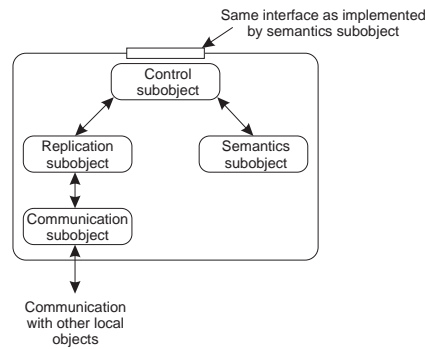 Same interface as implemented
by semantics subobject
Control
subobject
Replication
subobject
Semantics
subobject
Communication
subobject
Communication
with other local
objects